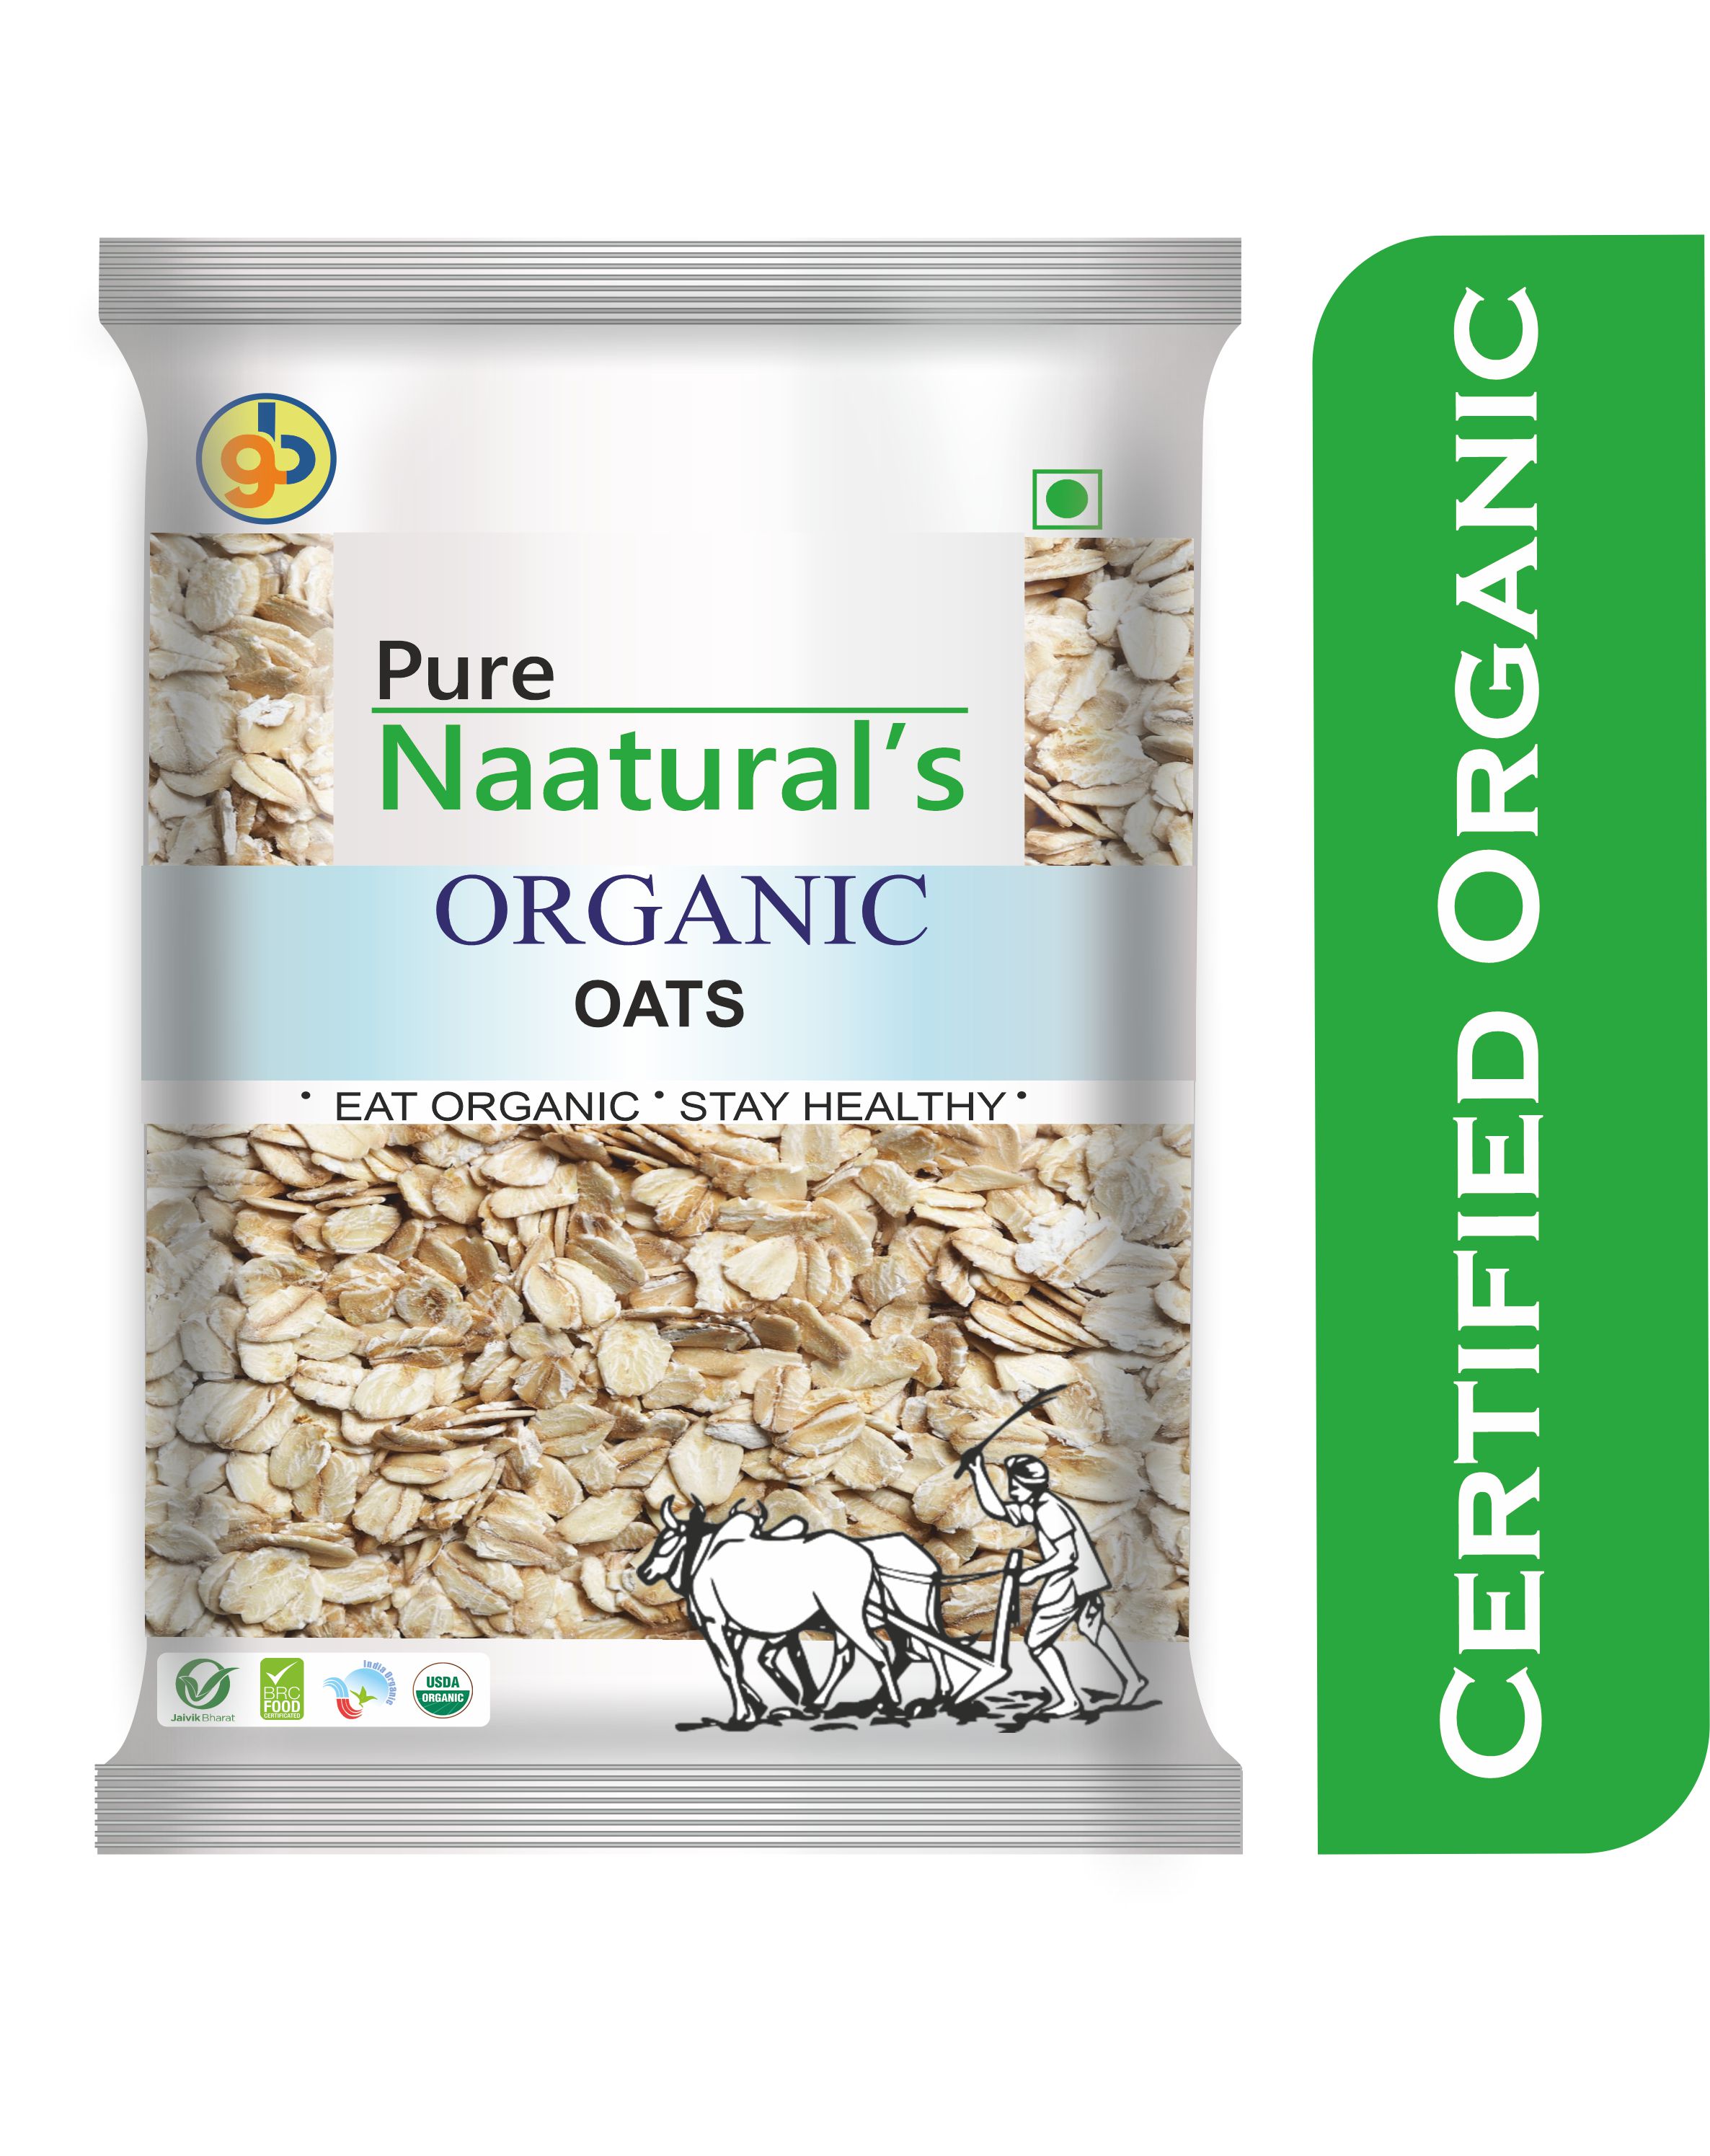 gb
Pure
Naatural's
ORGANIC
OATS
• EAT ORGANIC • STAY HEALTHY •
Jaivik Bharat
BRC
FOOD
CERTIFICATED
India Organic
USDA
ORGANIC
CERTIFIED ORGANIC